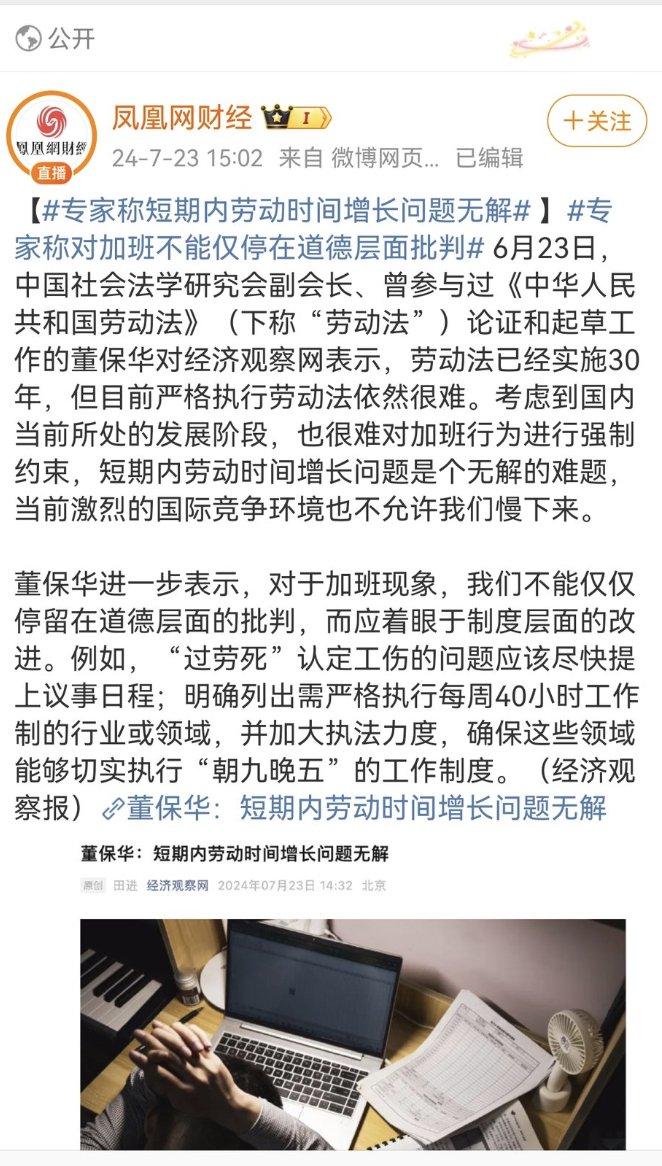 公开
凤凰网财经 I
+关注
鳳凰網財經
直播
24-7-23 15:02 来自 微博网页... 已编辑
【#专家称短期内劳动时间增长问题无解# 】#专
家称对加班不能仅停在道德层面批判# 6月23日，
中国社会法学研究会副会长、曾参与过《中华人民
共和国劳动法》（下称“劳动法”）论证和起草工
作的董保华对经济观察网表示，劳动法已经实施30
年，但目前严格执行劳动法依然很难。考虑到国内
当前所处的发展阶段，也很难对加班行为进行强制
约束，短期内劳动时间增长问题是个无解的难题，
当前激烈的国际竞争环境也不允许我们慢下来。
董保华进一步表示，对于加班现象，我们不能仅仅
停留在道德层面的批判，而应着眼于制度层面的改
进。例如，“过劳死”认定工伤的问题应该尽快提
上议事日程；明确列出需严格执行每周40小时工作
制的行业或领域，并加大执法力度，确保这些领域
能够切实执行“朝九晚五”的工作制度。（经济观
察报）董保华：短期内劳动时间增长问题无解
董保华：短期内劳动时间增长问题无解
原创 田进 经济观察网 2024年07月23日 14:32 北京